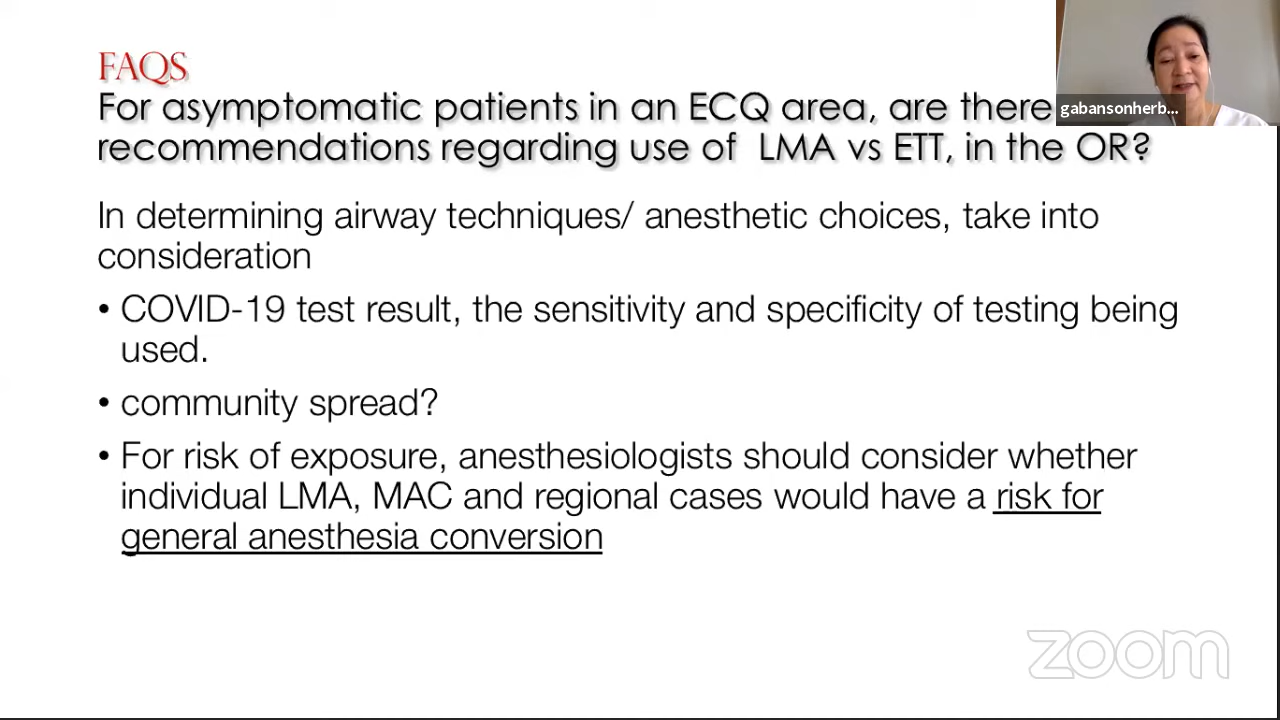 FAQS
For asymptomatic patients in an ECQ area, are there
recommendations regarding use of LMA vs ETT, in the OR?
gabansonherb...
In determining airway techniques/ anesthetic choices, take into
consideration
• COVID-19 test result, the sensitivity and specificity of testing being
used.
• community spread?
• For risk of exposure, anesthesiologists should consider whether
individual LMA, MAC and regional cases would have a risk for
general anesthesia conversion
zoom